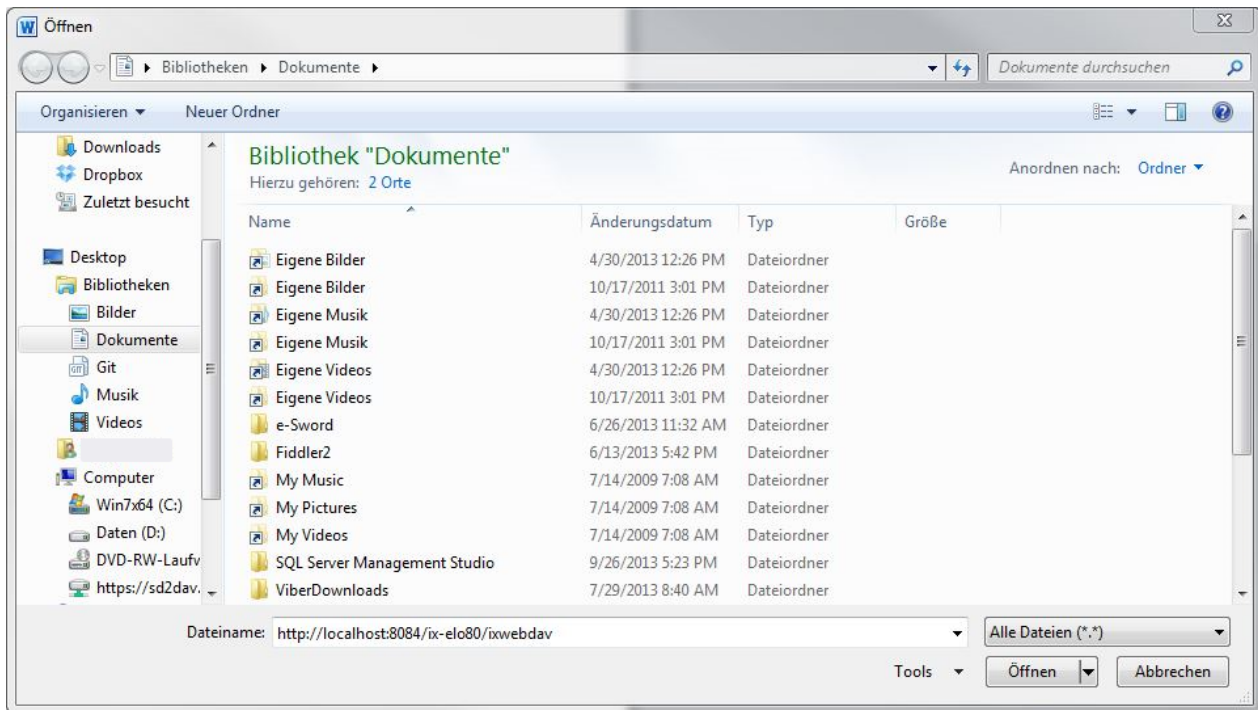 Öffnen
Bibliotheken Dokumente
Dokumente durchsuchen
Organisieren Neuer Ordner
Downloads
Dropbox
Zuletzt besucht
Desktop
Bibliotheken
Bilder
Dokumente
Git
Musik
Videos
Computer
Win7x64 (C:)
Daten (D:)
DVD-RW-Laufv
https://sd2dav.
Bibliothek "Dokumente"
Hierzu gehören: 2 Orte
Anordnen nach: Ordner
Name Änderungsdatum Typ Größe
Eigene Bilder 4/30/2013 12:26 PM Dateiordner
Eigene Bilder 10/17/2011 3:01 PM Dateiordner
Eigene Musik 4/30/2013 12:26 PM Dateiordner
Eigene Musik 10/17/2011 3:01 PM Dateiordner
Eigene Videos 4/30/2013 12:26 PM Dateiordner
Eigene Videos 10/17/2011 3:01 PM Dateiordner
e-Sword 6/26/2013 11:32 AM Dateiordner
Fiddler2 6/13/2013 5:42 PM Dateiordner
My Music 7/14/2009 7:08 AM Dateiordner
My Pictures 7/14/2009 7:08 AM Dateiordner
My Videos 7/14/2009 7:08 AM Dateiordner
SQL Server Management Studio 9/26/2013 5:23 PM Dateiordner
ViberDownloads 7/29/2013 8:40 AM Dateiordner
Dateiname: http://localhost:8084/ix-elo80/ixwebdav Alle Dateien (*.*)
Tools Öffnen Abbrechen